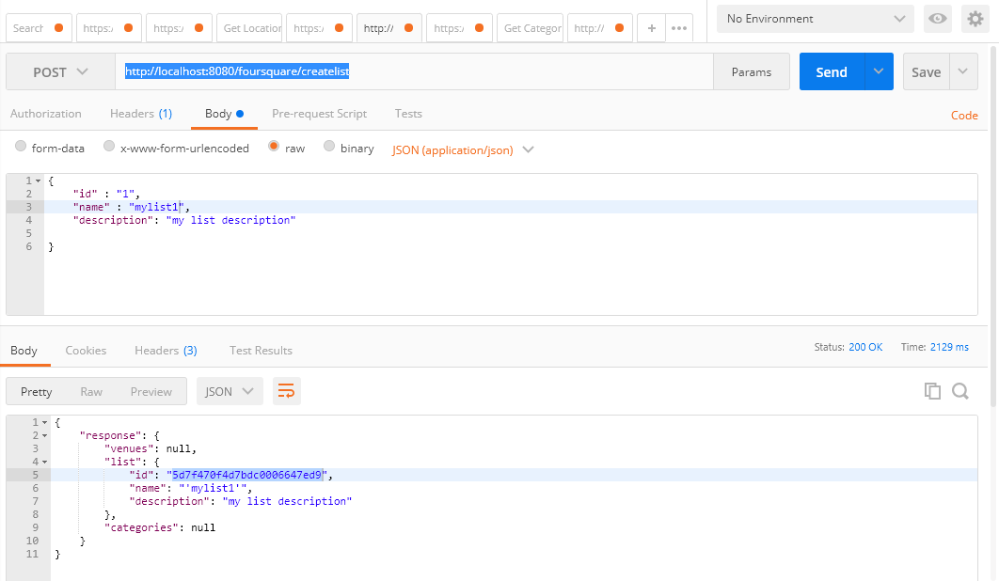 Search https:/ https:/ Get Location https:/ http:// https:/ Get Categor http:// + ••• No Environment
POST http://localhost:8080/foursquare/createlist Params Send Save
Authorization Headers (1) Body Pre-request Script Tests Code
form-data x-www-form-urlencoded raw binary JSON (application/json)
1 {
2 "id" : "1",
3 "name" : "mylist1",
4 "description": "my list description"
5
6 }
Body Cookies Headers (3) Test Results Status: 200 OK Time: 2129 ms
Pretty Raw Preview JSON
1 {
2 "response": {
3 "venues": null,
4 "list": {
5 "id": "5d7f470f4d7bdc0006647ed9",
6 "name": "'mylist1'",
7 "description": "my list description"
8 },
9 "categories": null
10 }
11 }